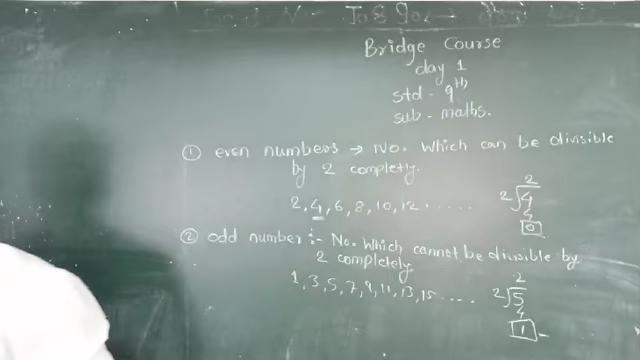 Bridge Course
day 1
std - 9th
sub - maths.
① even numbers → No. Which can be divisible
by 2 completly.
2, 4, 6, 8, 10, 12 ......
2
2√4
4
0
② odd number :- No. Which cannot be divisible by
2 completely
1, 3, 5, 7, 9, 11, 13, 15 ....
2
2√5
4
1